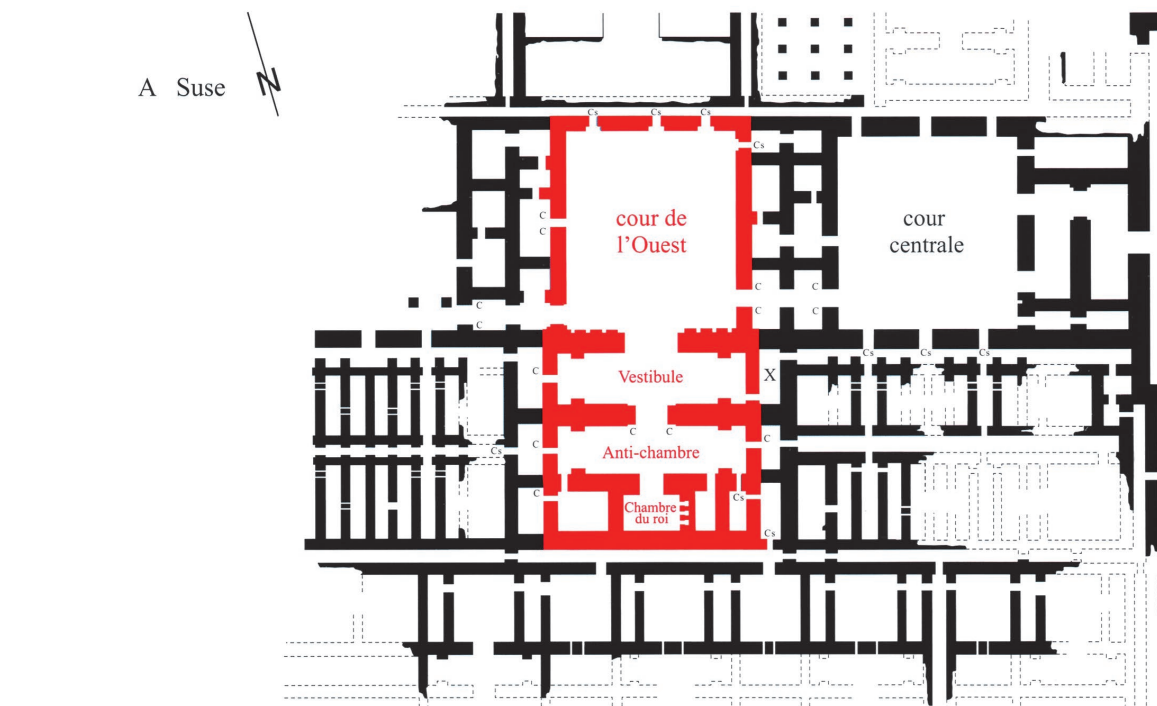 A Suse
N
Cs Cs Cs
Cs
C
C
cour de
l'Ouest
cour
centrale
C C
C
C
C C
Cs Cs Cs
C
Vestibule
X
C C
C
C
Cs
Anti-chambre
C
Cs
Chambre
du roi
Cs